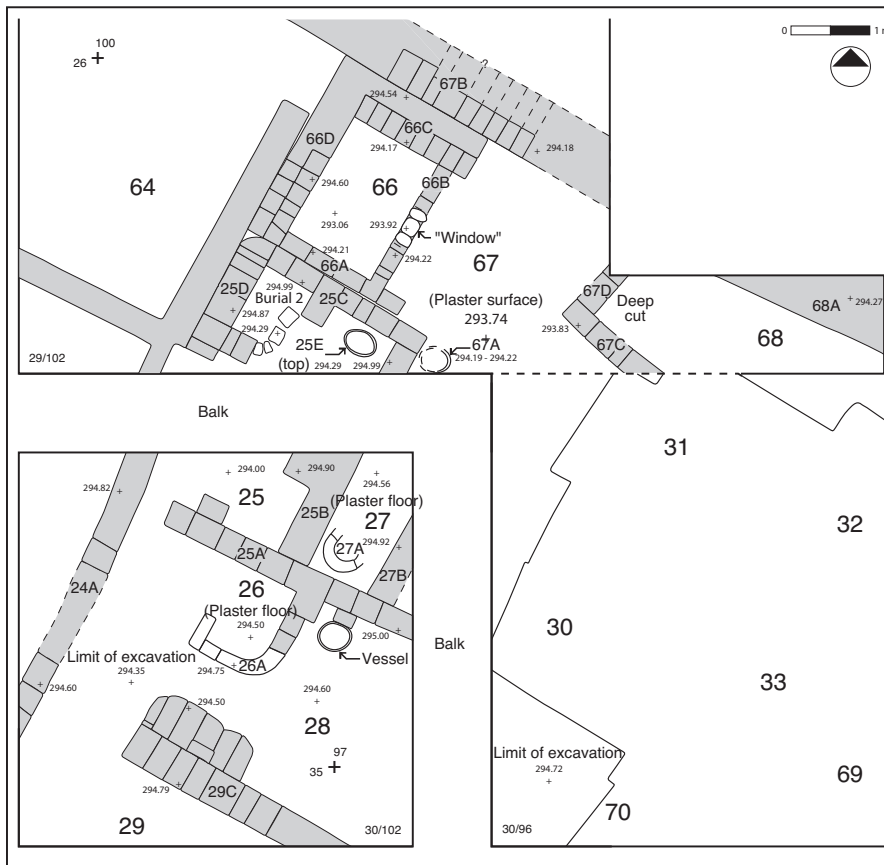 100
26
0
1 m
67B
294.54
66C
294.18
66D
294.17
64
66
66B
294.60
293.06
293.92
"Window"
294.21
294.22
66A
67
25D
294.99
25C
Burial 2
(Plaster surface)
293.74
67D
Deep
cut
68A
294.27
294.87
294.29
293.83
67C
68
25E
(top)
67A
29/102
294.29
294.99
294.19 - 294.22
Balk
31
294.00
294.90
294.56
294.82
25
(Plaster floor)
27
25B
32
25A
27A
294.92
24A
26
27B
(Plaster floor)
294.50
295.00
30
Balk
Limit of excavation
294.35
294.75
26A
Vessel
294.60
294.60
33
294.50
28
97
35
Limit of excavation
294.72
69
294.79
29C
29
30/102
30/96
70